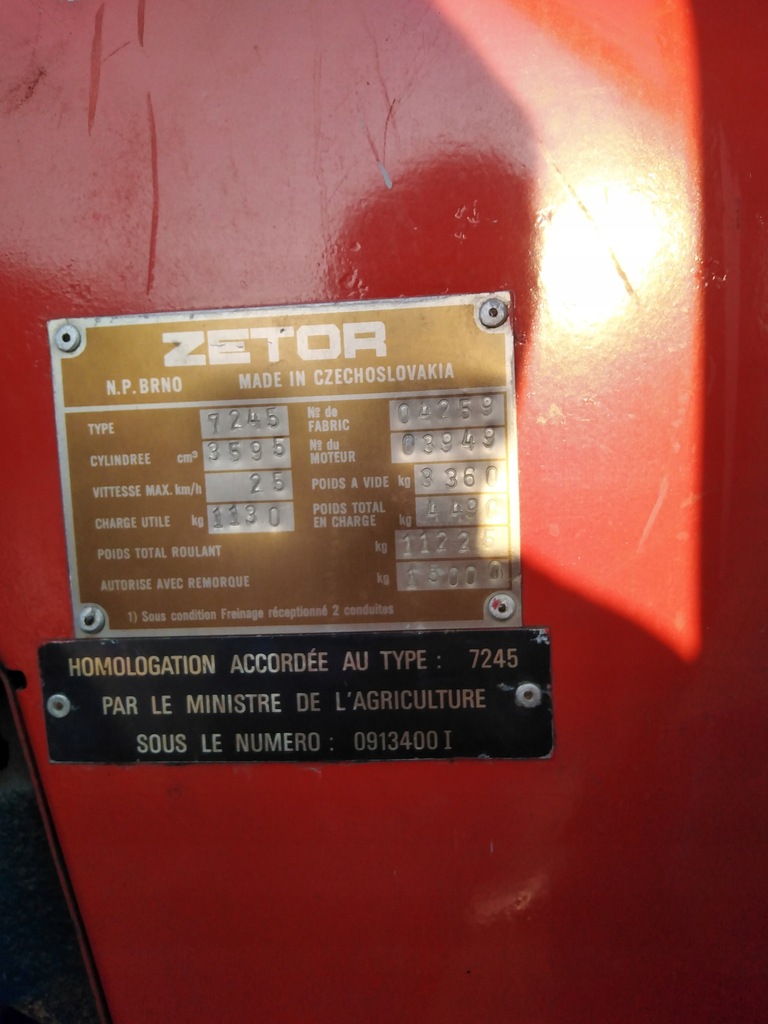 ZETOR
N.P. BRNO MADE IN CZECHOSLOVAKIA
TYPE 7245 Nº de FABRIC 04259
CYLINDREE cm³ 3595 Nº du MOTEUR 03949
VITTESSE MAX. km/h 25 POIDS A VIDE kg 3360
CHARGE UTILE kg 1130 POIDS TOTAL EN CHARGE kg 4490
POIDS TOTAL ROULANT kg
AUTORISE AVEC REMORQUE kg
1) Sous condition Freinage réceptionné 2 conduites
HOMOLOGATION ACCORDÉE AU TYPE : 7245
PAR LE MINISTRE DE L'AGRICULTURE
SOUS LE NUMERO : 0913400 I